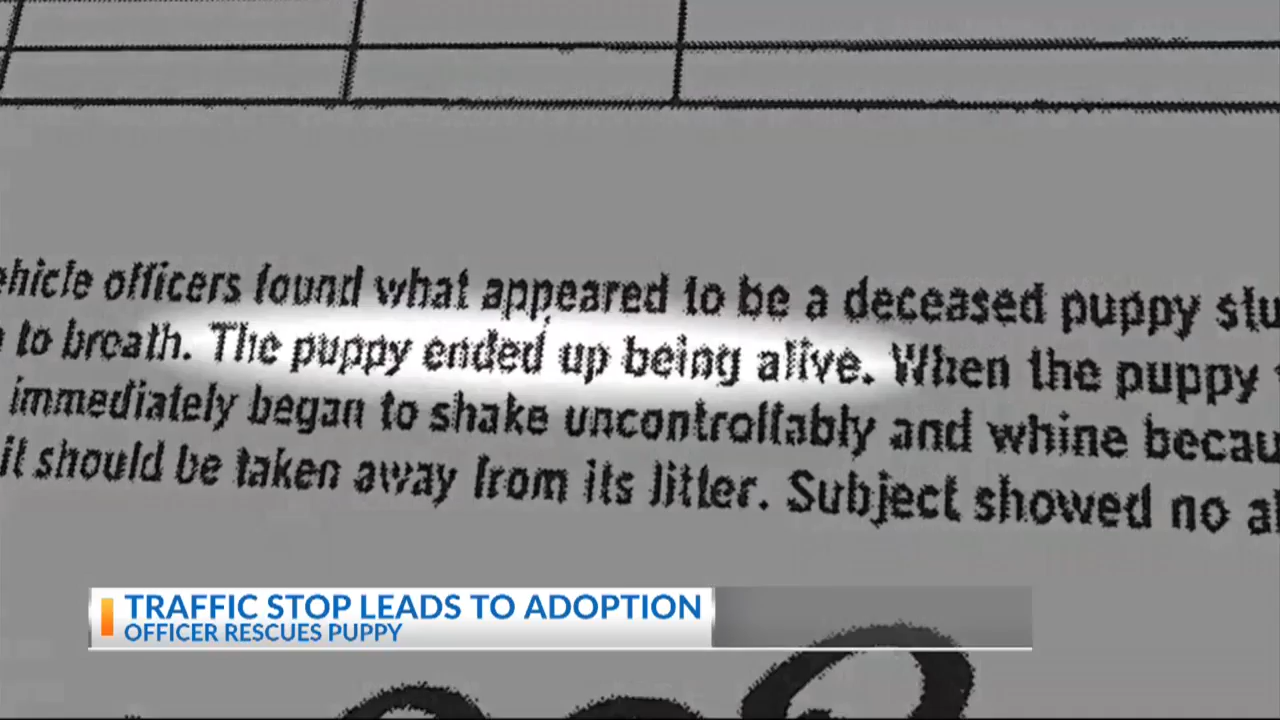 ehicle officers found what appeared to be a deceased puppy stu
to breath. The puppy ended up being alive. When the puppy
immediately began to shake uncontrollably and whine becau
it should be taken away from its litter. Subject showed no al
TRAFFIC STOP LEADS TO ADOPTION
OFFICER RESCUES PUPPY